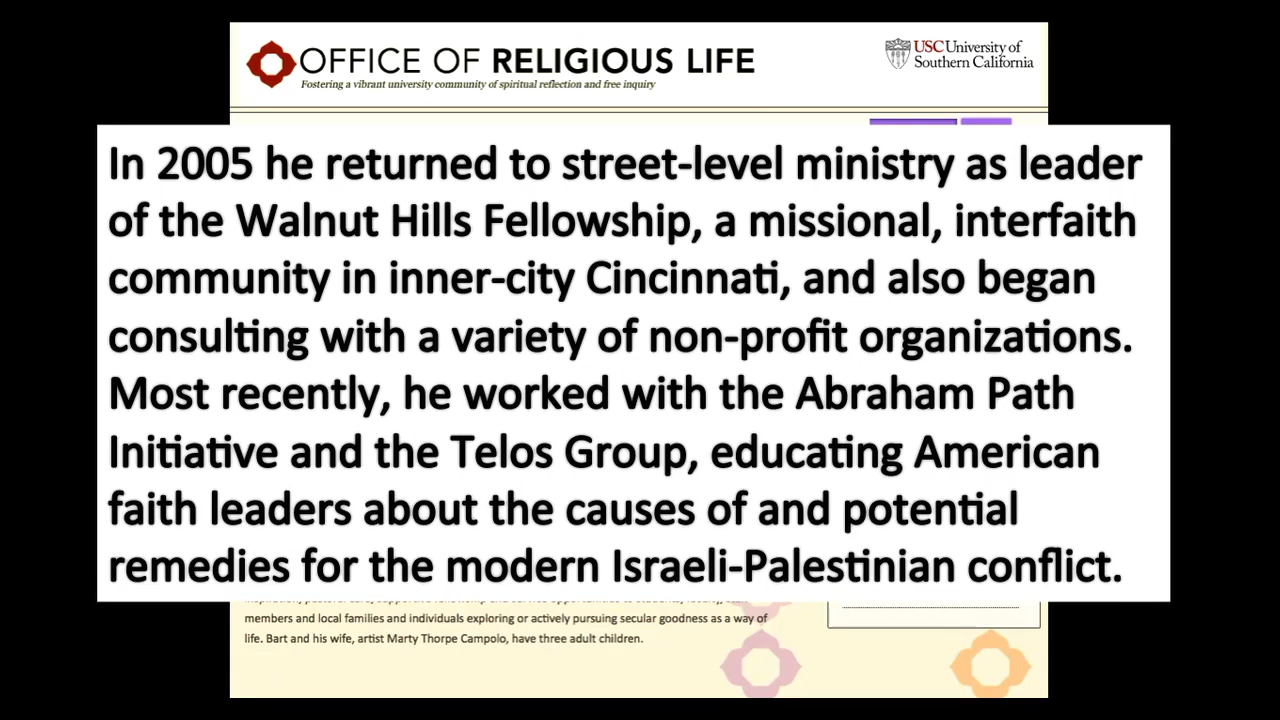 OFFICE OF RELIGIOUS LIFE
Fostering a vibrant university community of spiritual reflection and free inquiry
USC University of
Southern California
In 2005 he returned to street-level ministry as leader
of the Walnut Hills Fellowship, a missional, interfaith
community in inner-city Cincinnati, and also began
consulting with a variety of non-profit organizations.
Most recently, he worked with the Abraham Path
Initiative and the Telos Group, educating American
faith leaders about the causes of and potential
remedies for the modern Israeli-Palestinian conflict.
members and local families and individuals exploring or actively pursuing secular goodness as a way of
life. Bart and his wife, artist Marty Thorpe Campolo, have three adult children.